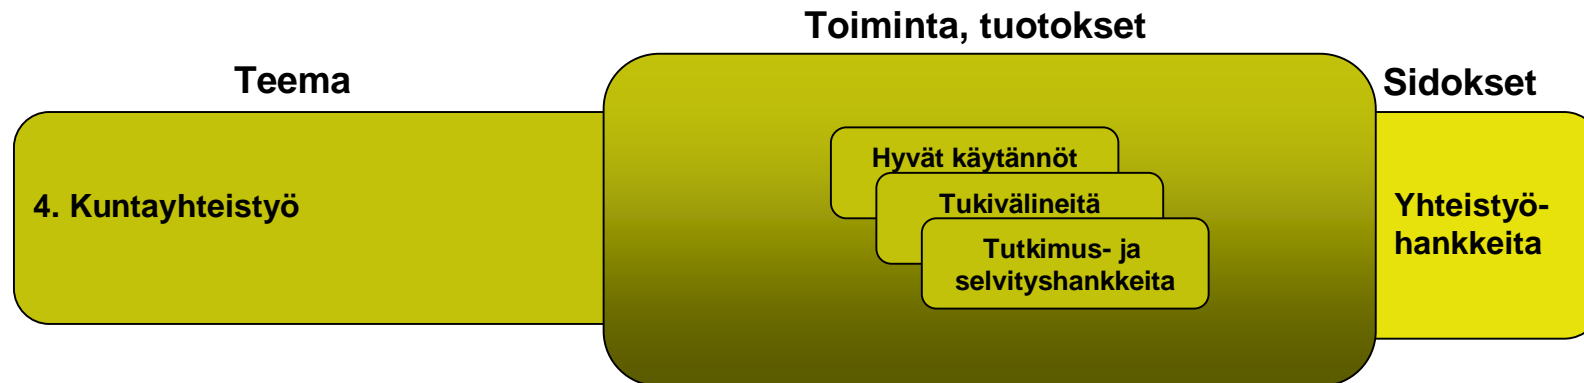 Toiminta, tuotokset
Teema
Sidokset
4. Kuntayhteistyö
Hyvät käytännöt
Tukivälineitä
Tutkimus- ja
selvityshankkeita
Yhteistyö-
hankkeita